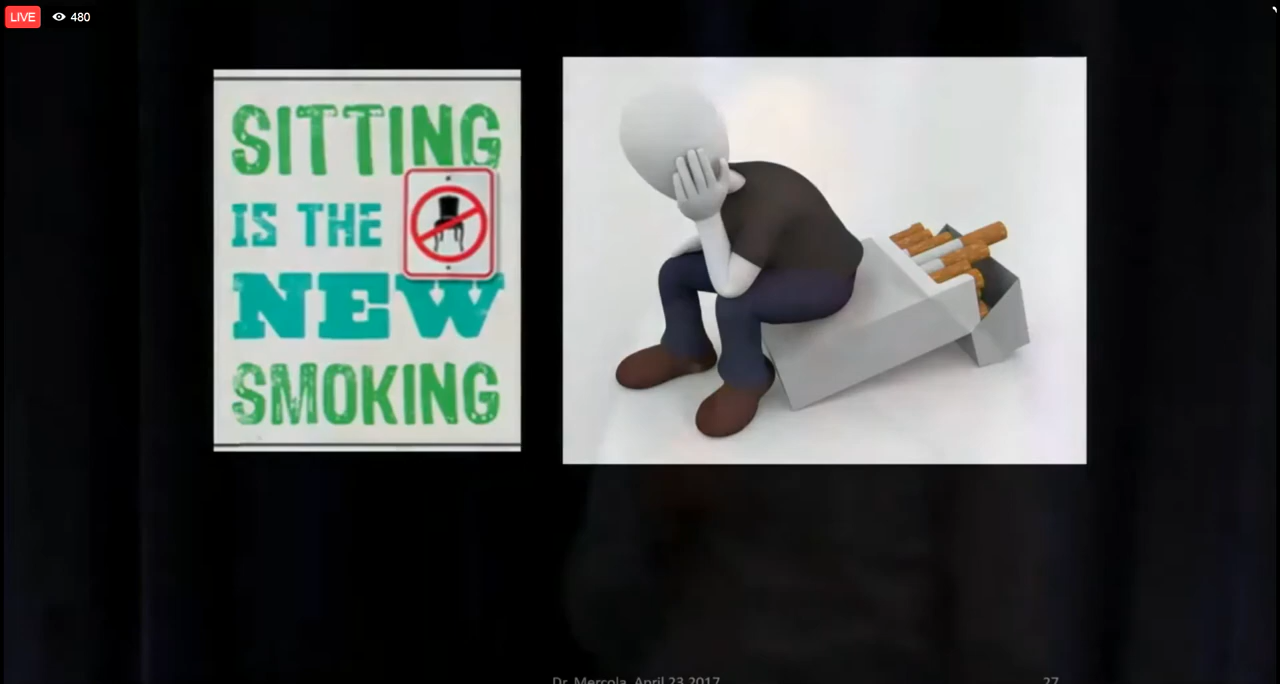 LIVE 480
SITTING
IS THE
NEW
SMOKING
Dr. Mercola, April 23 2017 27